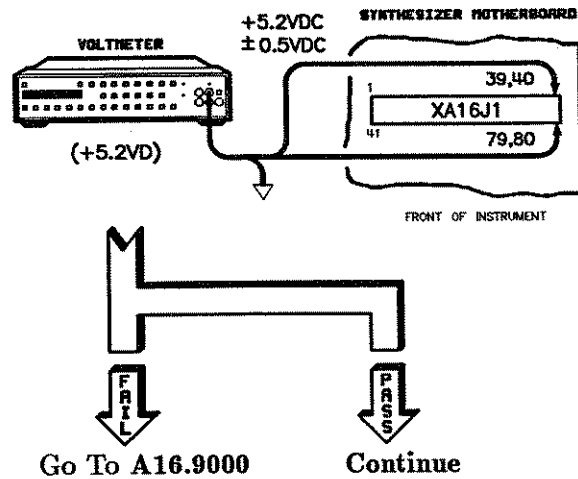 +5.2VDC
±0.5VDC
SYNTHESIZER MOTHERBOARD
VOLTMETER
39,40
1
XA16J1
41
79,80
(+5.2VD)
FRONT OF INSTRUMENT
FAIL
PASS
Go To A16.9000
Continue